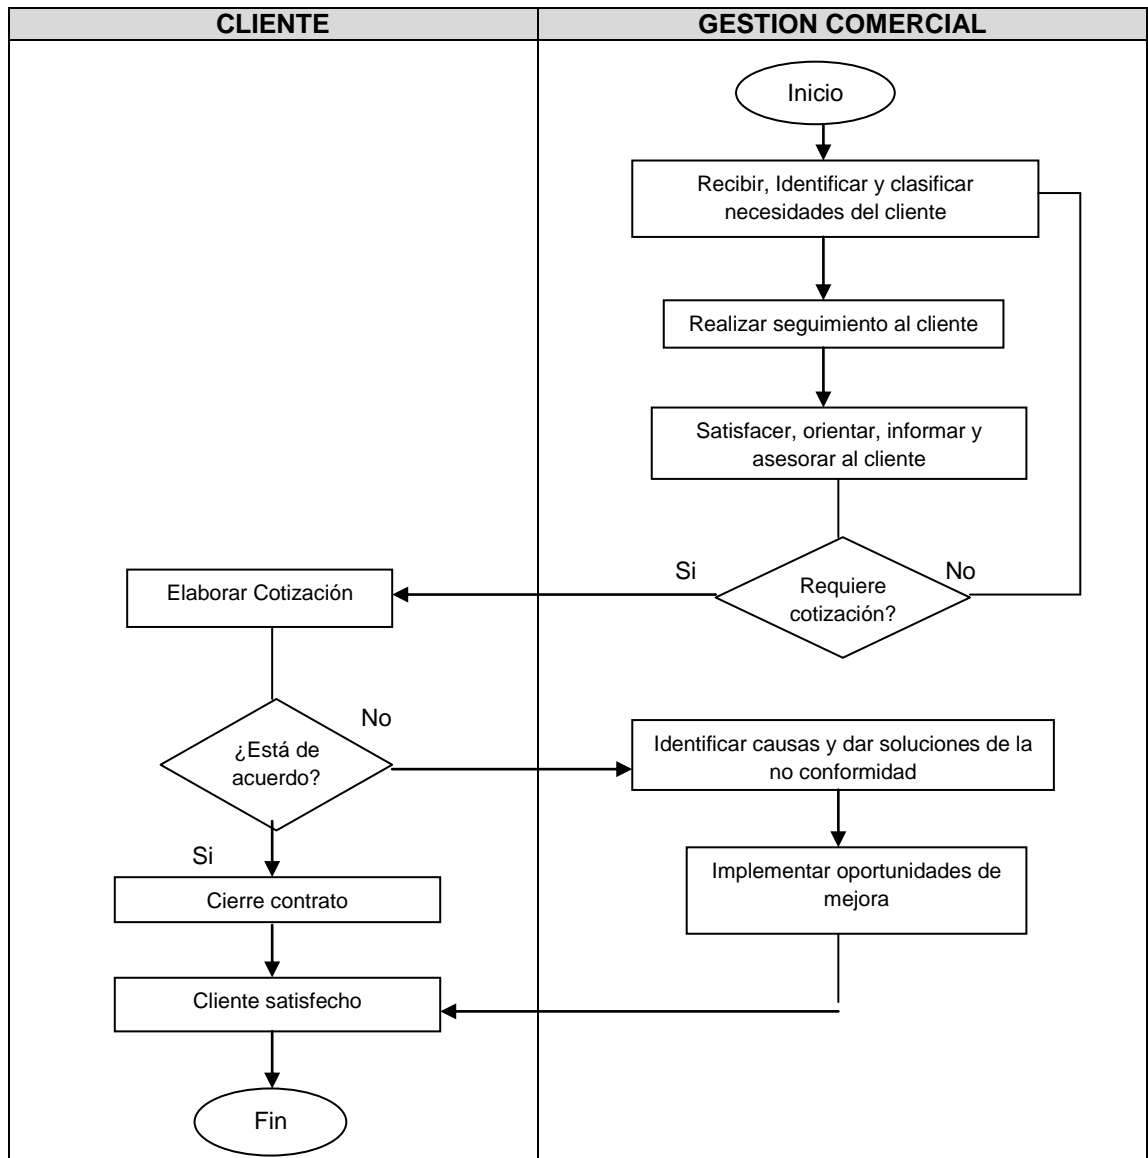 CLIENTE
GESTION COMERCIAL
Inicio
Recibir, Identificar y clasificar
necesidades del cliente
Realizar seguimiento al cliente
Satisfacer, orientar, informar y
asesorar al cliente
Si
Requiere
cotización?
No
Elaborar Cotización
¿Está de
acuerdo?
No
Identificar causas y dar soluciones de la
no conformidad
Si
Implementar oportunidades de
mejora
Cierre contrato
Cliente satisfecho
Fin